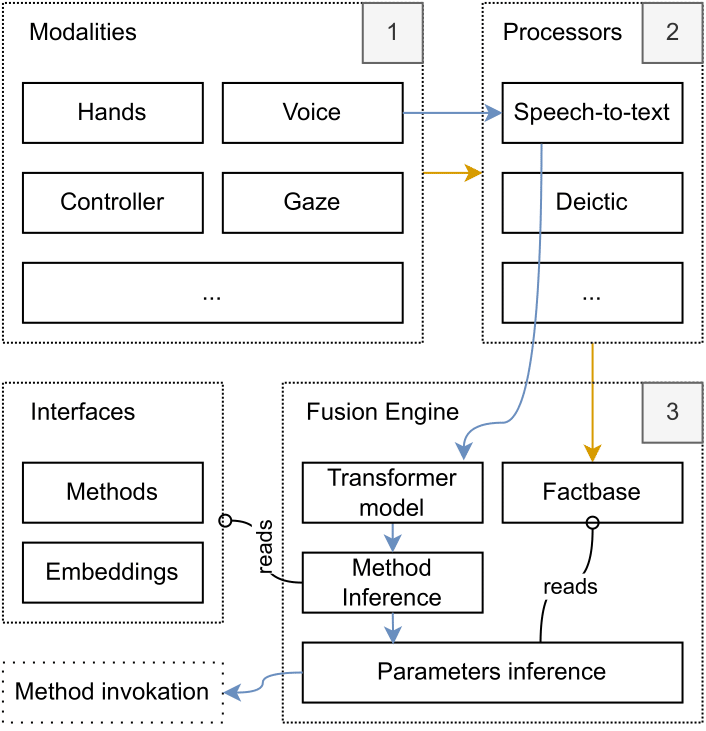 Modalities
1
Hands
Voice
Controller
Gaze
...
Processors
2
Speech-to-text
Deictic
...
Interfaces
Methods
Embeddings
reads
Fusion Engine
3
Transformer
model
Factbase
Method
Inference
reads
Parameters inference
Method invokation